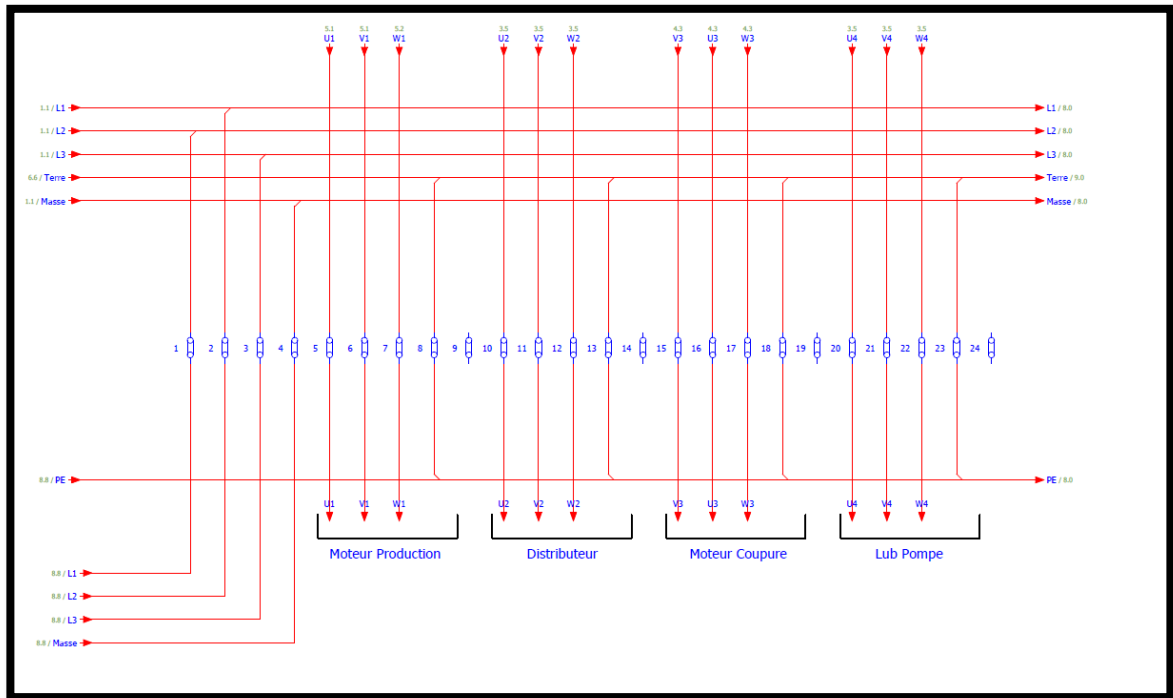 5.1 5.1 5.2 3.5 3.5 3.5 4.3 4.3 4.3 3.5 3.5 3.5
U1 V1 W1 U2 V2 W2 V3 U3 W3 U4 V4 W4
1.1 / L1 L1 / 8.0
1.1 / L2 L2 / 8.0
1.1 / L3 L3 / 8.0
6.6 / Terre Terre / 9.0
1.1 / Masse Masse / 8.0
1 2 3 4 5 6 7 8 9 10 11 12 13 14 15 16 17 18 19 20 21 22 23 24
8.8 / PE PE / 8.0
U1 V1 W1 U2 V2 W2 V3 U3 W3 U4 V4 W4
Moteur Production Distributeur Moteur Coupure Lub Pompe
8.8 / L1
8.8 / L2
8.8 / L3
8.8 / Masse